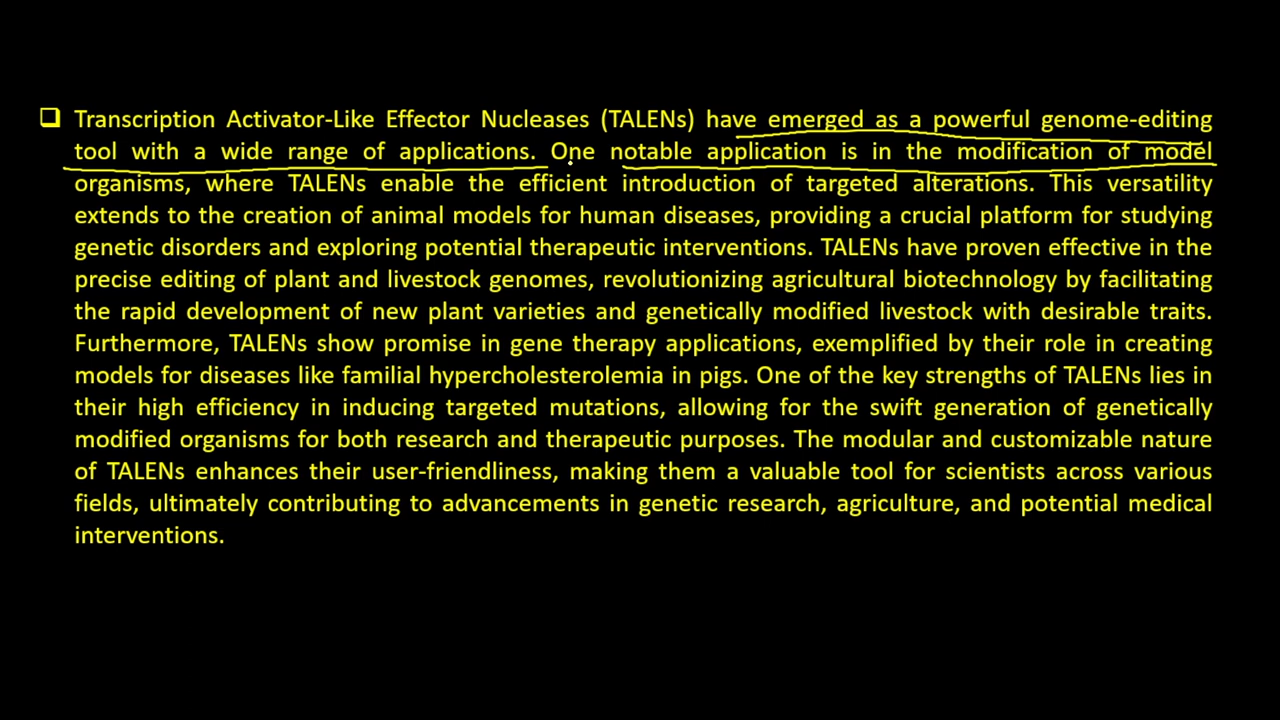 ❑ Transcription Activator-Like Effector Nucleases (TALENs) have emerged as a powerful genome-editing
tool with a wide range of applications. One notable application is in the modification of model
organisms, where TALENs enable the efficient introduction of targeted alterations. This versatility
extends to the creation of animal models for human diseases, providing a crucial platform for studying
genetic disorders and exploring potential therapeutic interventions. TALENs have proven effective in the
precise editing of plant and livestock genomes, revolutionizing agricultural biotechnology by facilitating
the rapid development of new plant varieties and genetically modified livestock with desirable traits.
Furthermore, TALENs show promise in gene therapy applications, exemplified by their role in creating
models for diseases like familial hypercholesterolemia in pigs. One of the key strengths of TALENs lies in
their high efficiency in inducing targeted mutations, allowing for the swift generation of genetically
modified organisms for both research and therapeutic purposes. The modular and customizable nature
of TALENs enhances their user-friendliness, making them a valuable tool for scientists across various
fields, ultimately contributing to advancements in genetic research, agriculture, and potential medical
interventions.